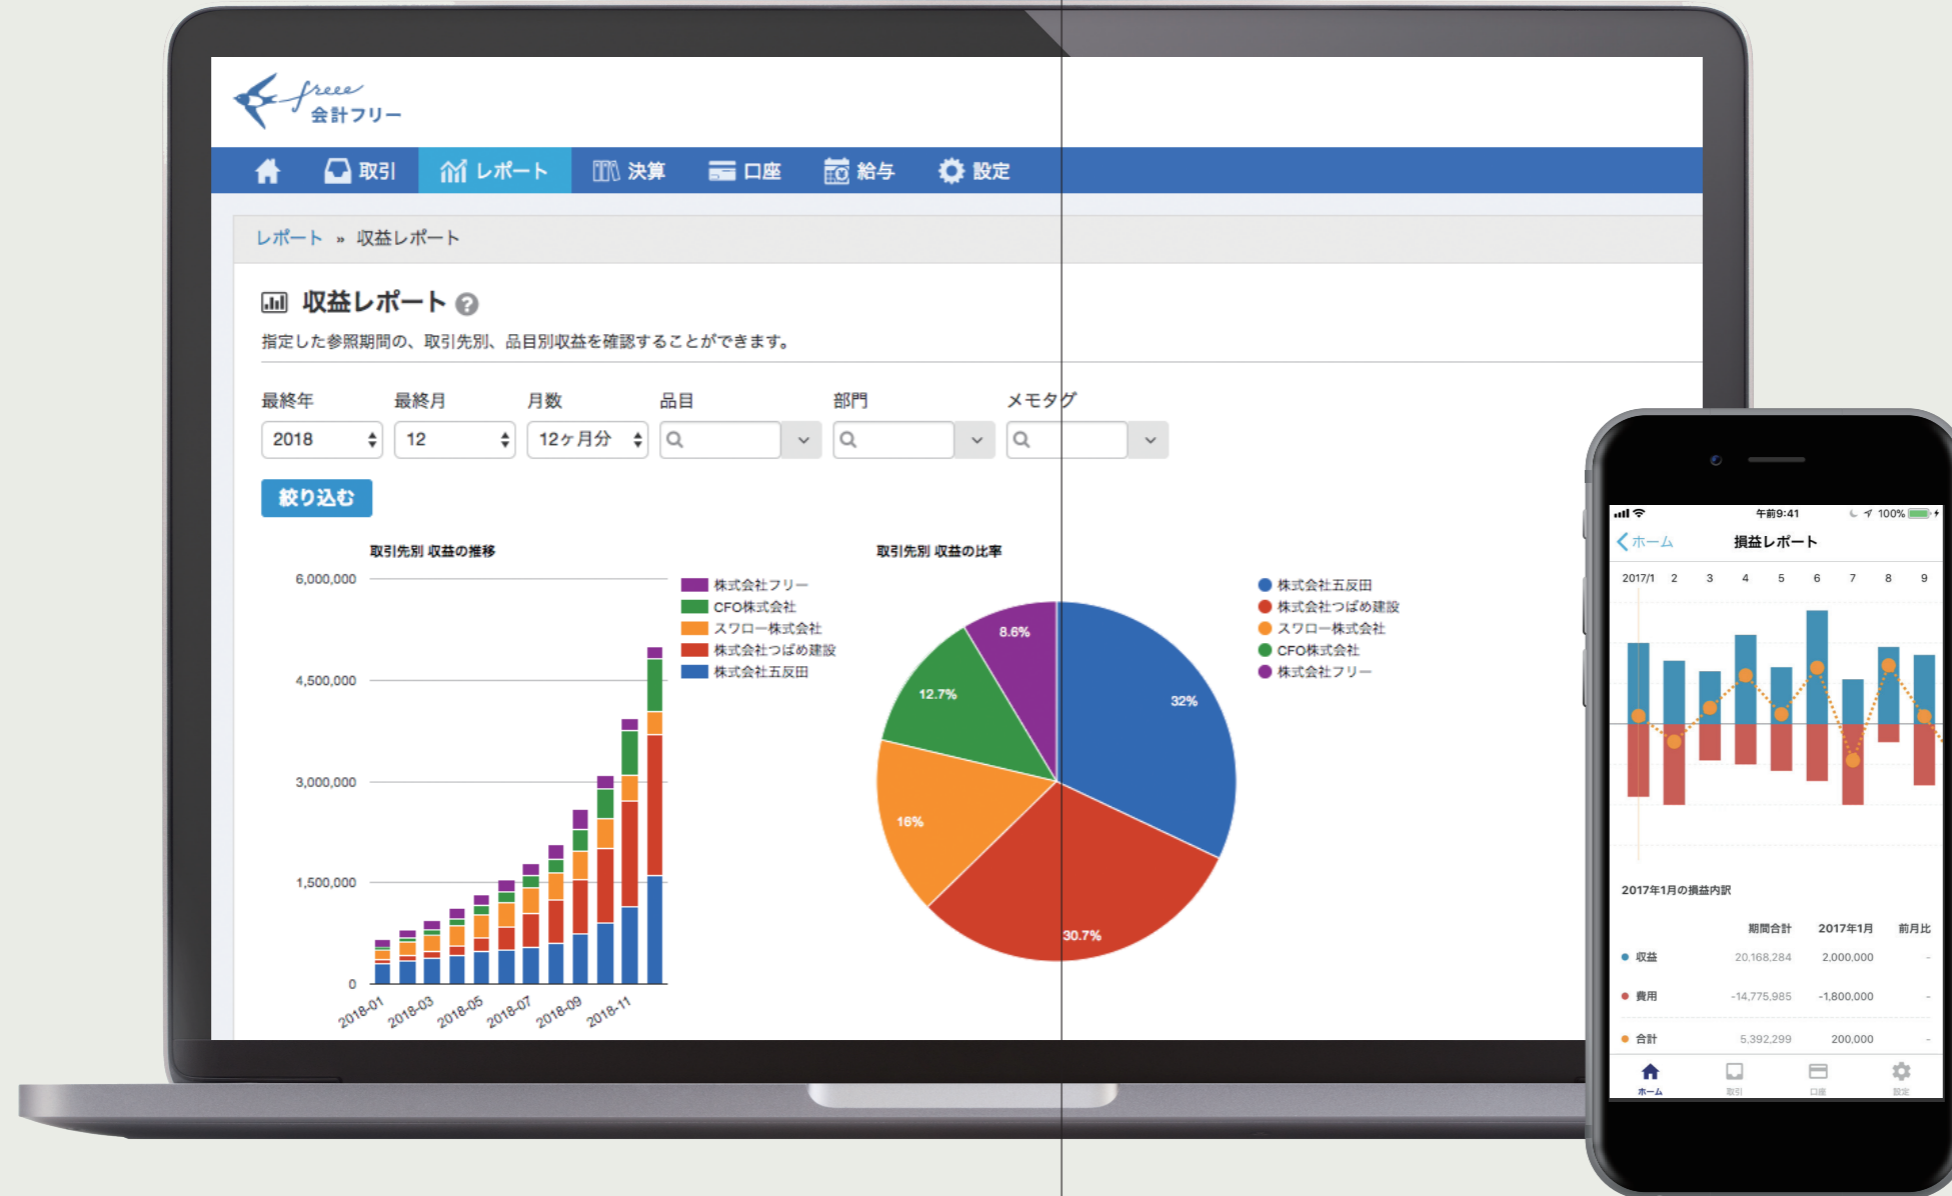 freee
会計フリー
取引 レポート 決算 口座 給与 設定
レポート » 収益レポート
収益レポート ?
指定した参照期間の、取引先別、品目別収益を確認することができます。
最終年 最終月 月数 品目 部門 メモタグ
2018 12 12ヶ月分
絞り込む
取引先別 収益の推移
6,000,000
4,500,000
3,000,000
1,500,000
0
2018-01 2018-03 2018-05 2018-07 2018-09 2018-11
株式会社フリー
CFO株式会社
スワロー株式会社
株式会社つばめ建設
株式会社五反田
取引先別 収益の比率
8.6%
12.7%
32%
16%
30.7%
株式会社五反田
株式会社つばめ建設
スワロー株式会社
CFO株式会社
株式会社フリー
午前9:41 100%
ホーム 損益レポート
2017/1 2 3 4 5 6 7 8 9
2017年1月の損益内訳
期間合計 2017年1月 前月比
収益 20,168,284 2,000,000 -
費用 -14,775,985 -1,800,000 -
合計 5,392,299 200,000 -
ホーム 取引 口座 設定